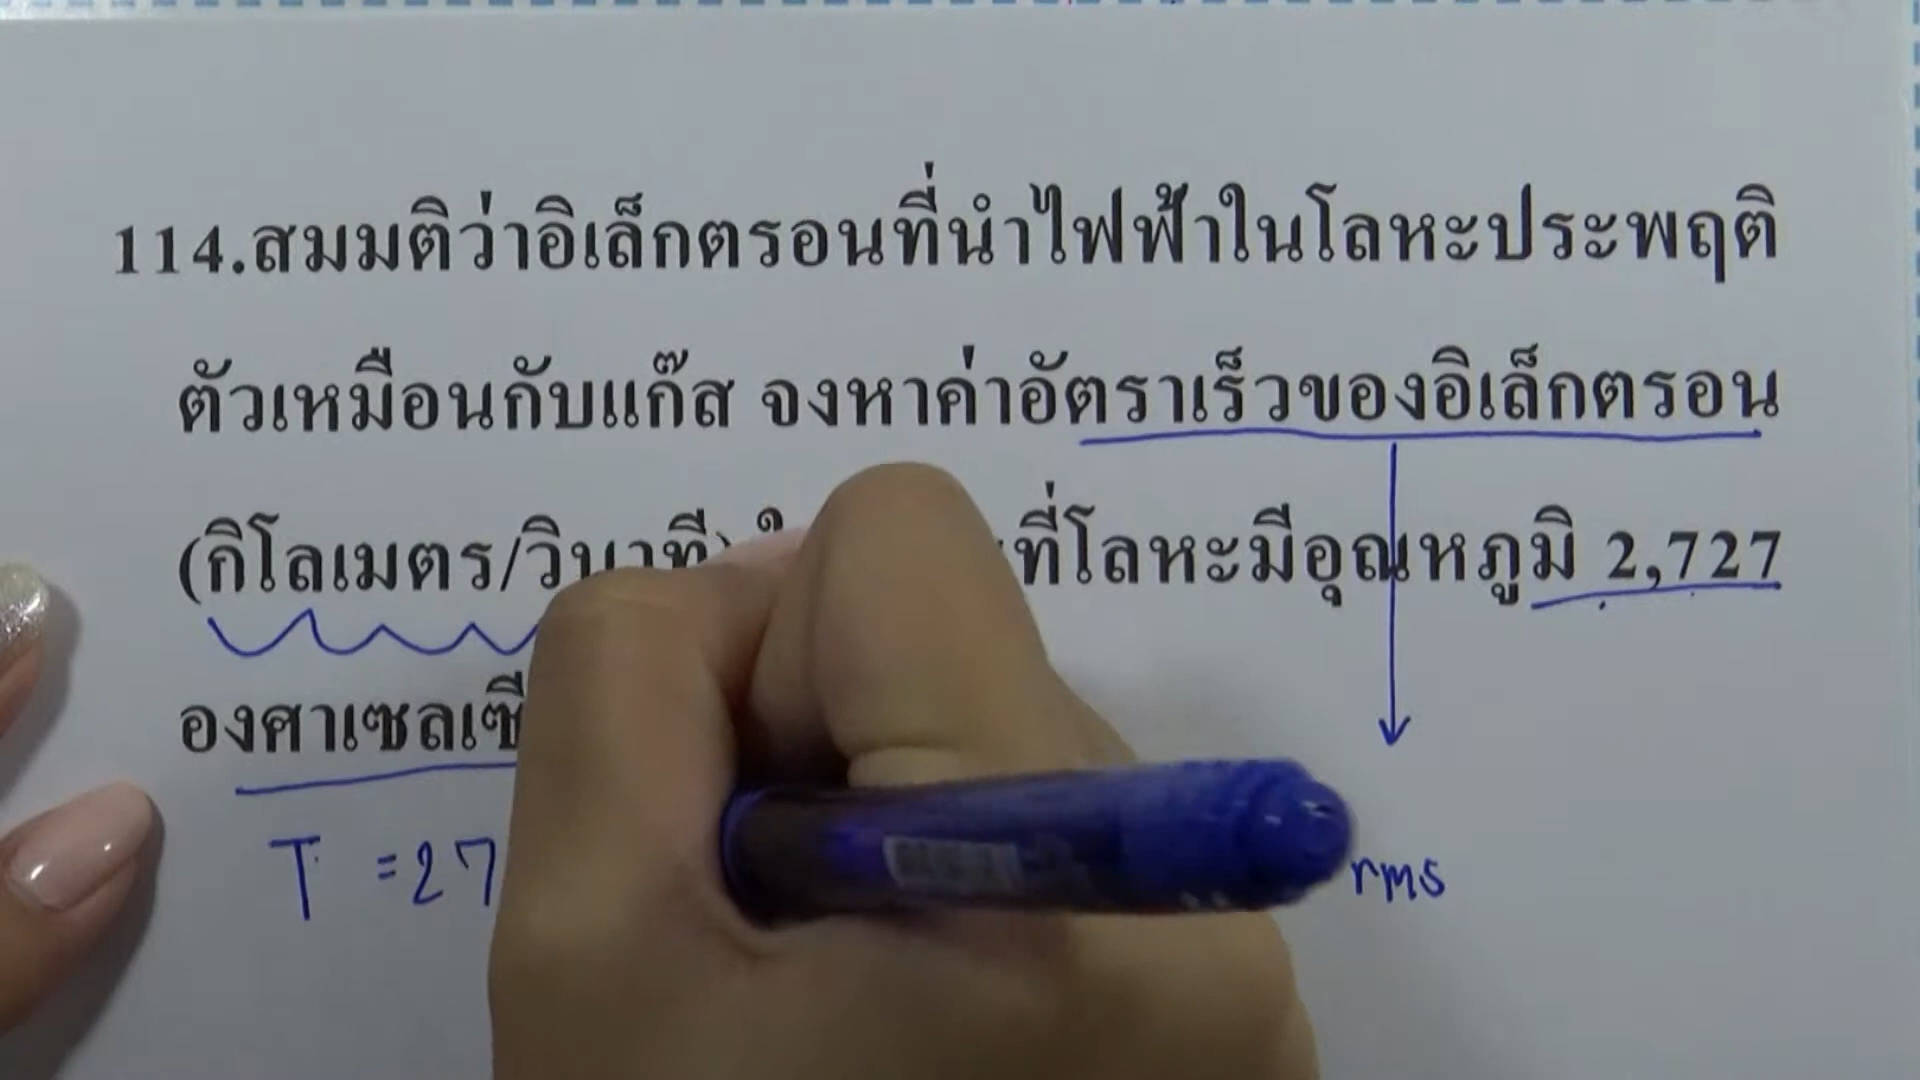 114.สมมติว่าอิเล็กตรอนที่นำไฟฟ้าในโลหะประพฤติ
ตัวเหมือนกับแก๊ส จงหาค่าอัตราเร็วของอิเล็กตรอน
(กิโลเมตร/วินาที) ที่โลหะมีอุณหภูมิ 2,727
องศาเซลเซี
T = 27 rms